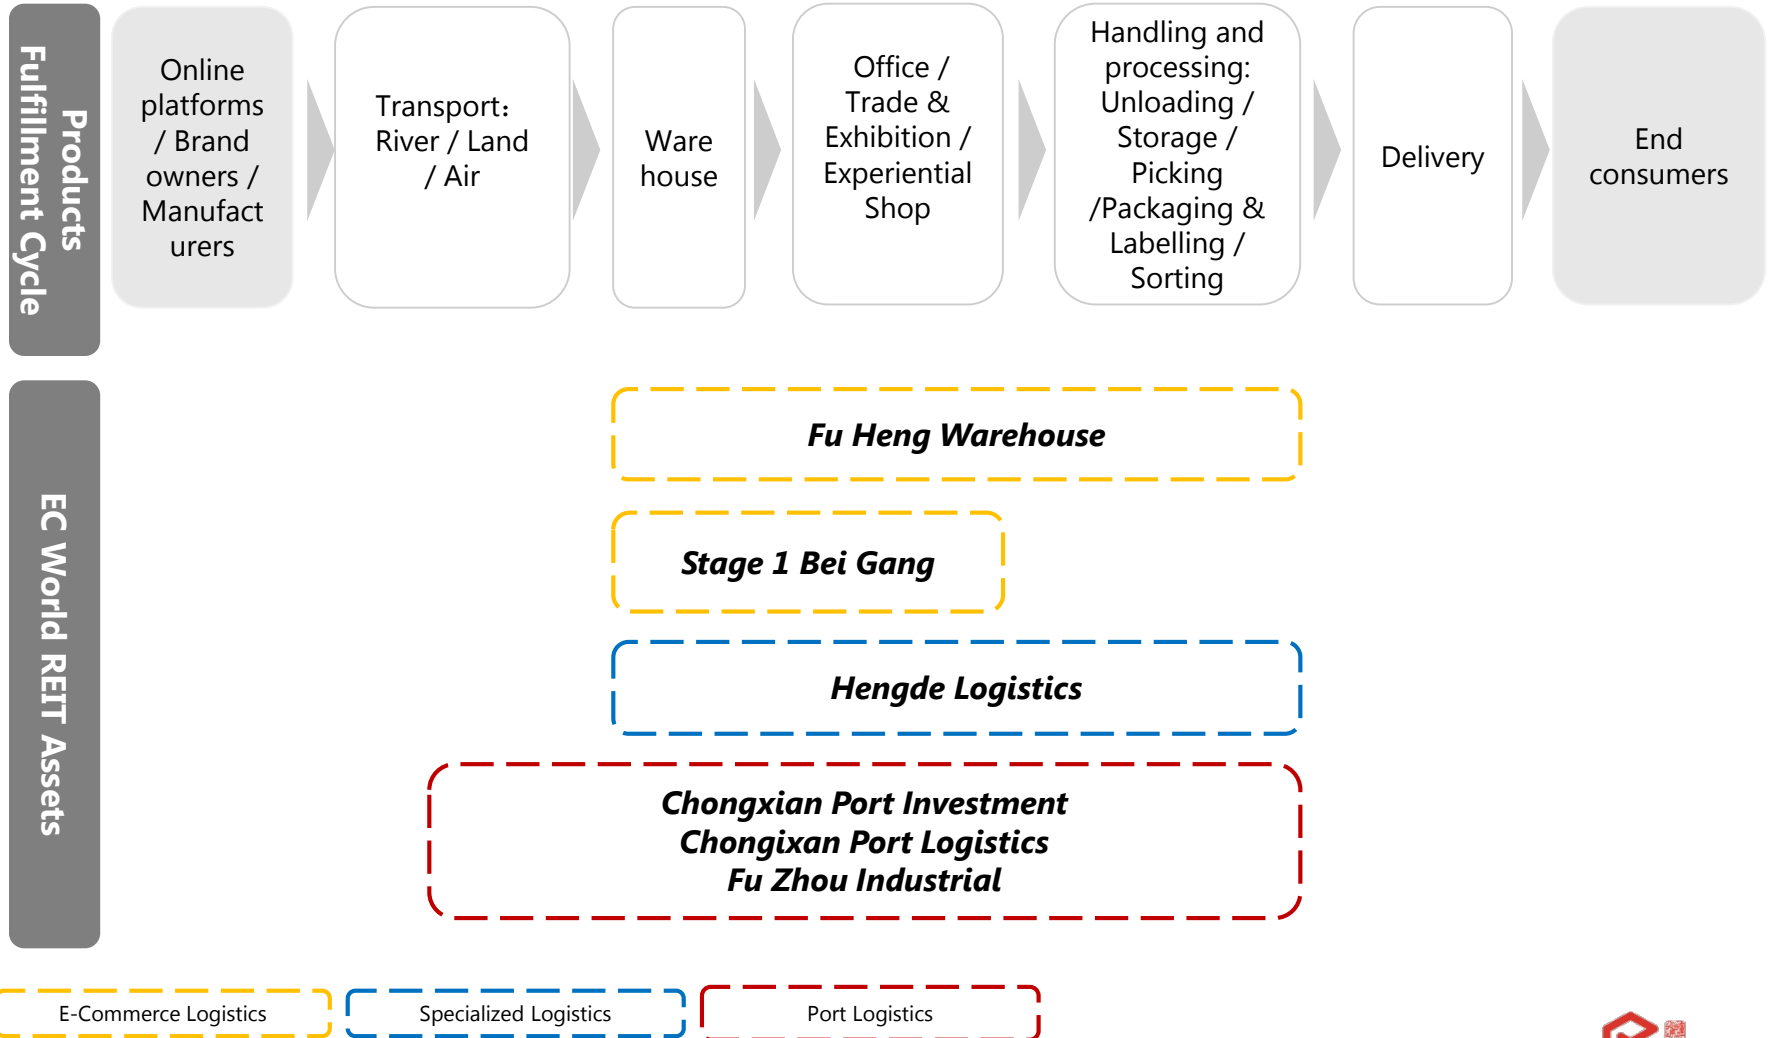 Products
Fulfillment Cycle
Online
platforms
/ Brand
owners /
Manufact
urers
Transport：
River / Land
/ Air
Ware
house
Office /
Trade &
Exhibition /
Experiential
Shop
Handling and
processing:
Unloading /
Storage /
Picking
/Packaging &
Labelling /
Sorting
Delivery
End
consumers
EC World REIT Assets
Fu Heng Warehouse
Stage 1 Bei Gang
Hengde Logistics
Chongxian Port Investment
Chongixan Port Logistics
Fu Zhou Industrial
E-Commerce Logistics
Specialized Logistics
Port Logistics